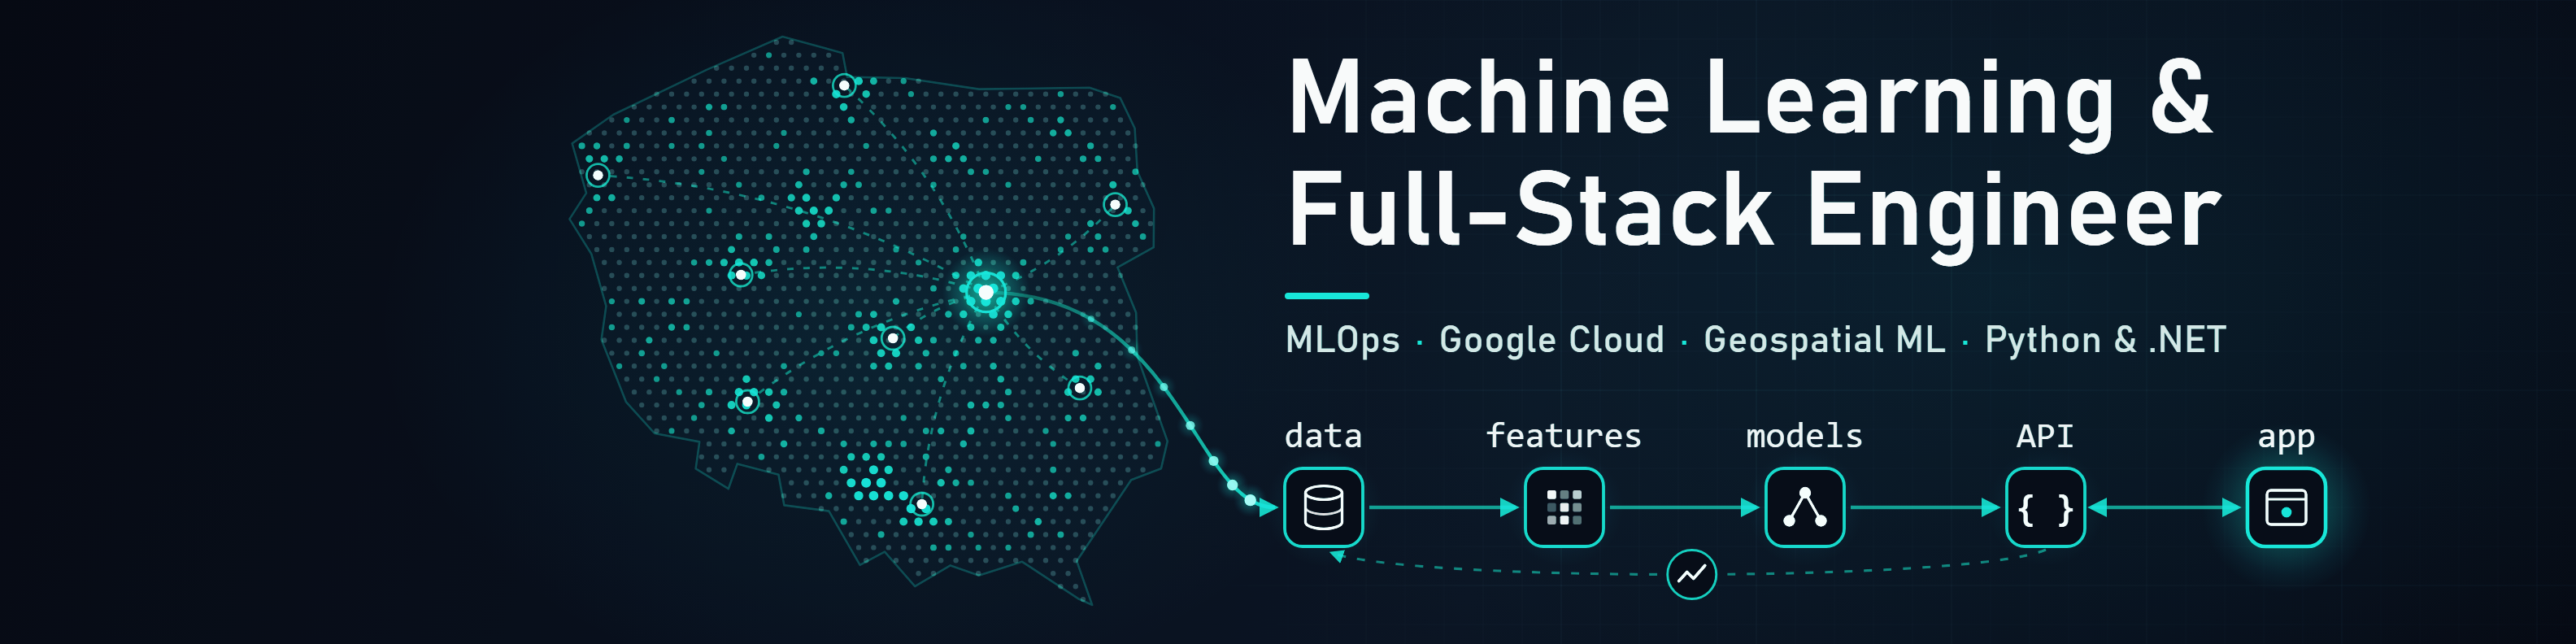 Machine Learning &
Full-Stack Engineer
MLOps · Google Cloud · Geospatial ML · Python & .NET
data features models API app
{ }